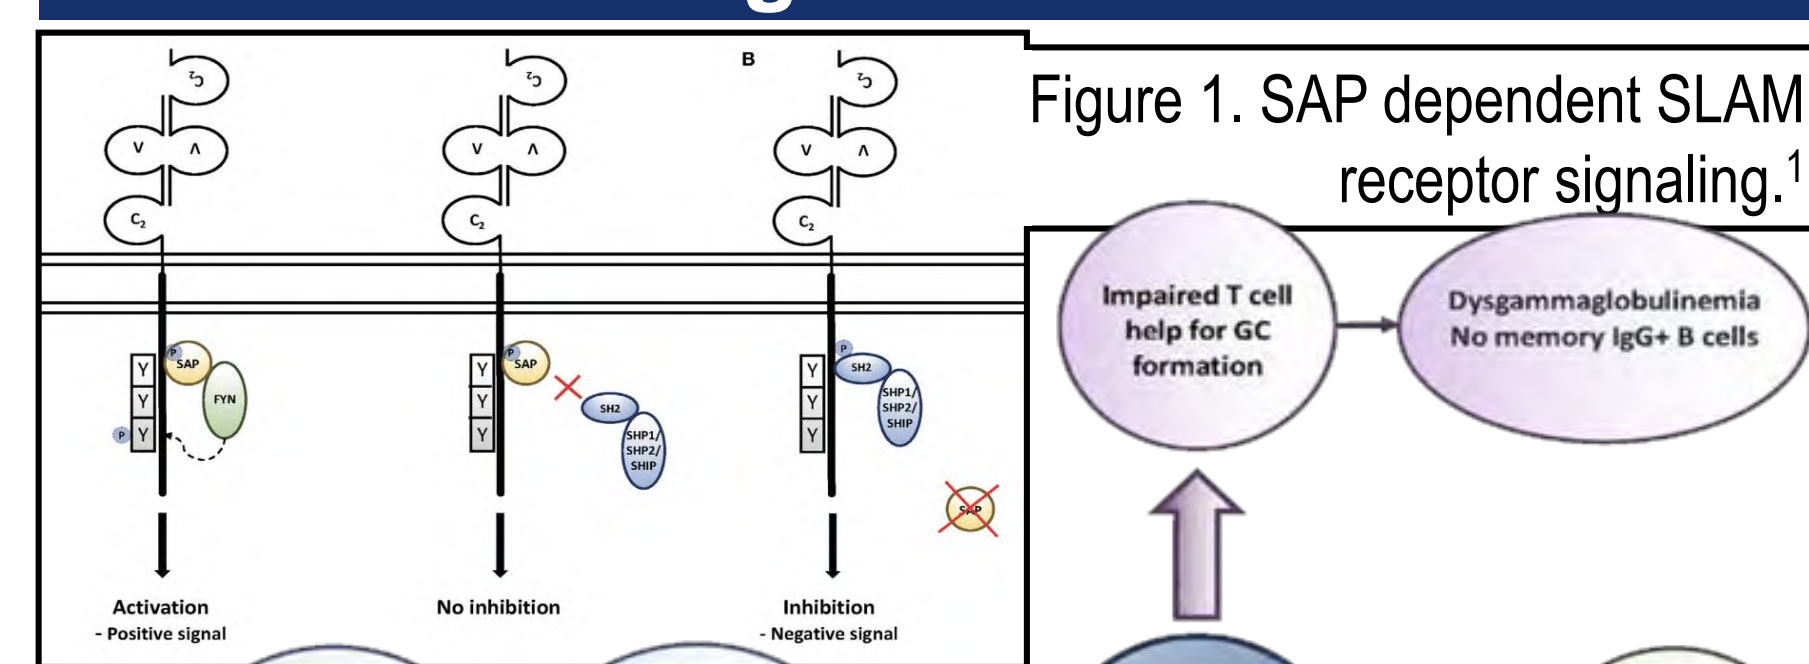 B
C2
C2
C2
V V
V V
V V
C2
C2
C2
P
SAP
FYN
Y
Y
Y
P
P
SAP
SH2
SHP1/
SHP2/
SHIP
Y
Y
Y
P
SH2
SHP1/
SHP2/
SHIP
Y
Y
Y
SAP
Activation
- Positive signal
No inhibition
Inhibition
- Negative signal
Figure 1. SAP dependent SLAM
receptor signaling.1
Impaired T cell
help for GC
formation
Dysgammaglobulinemia
No memory IgG+ B cells